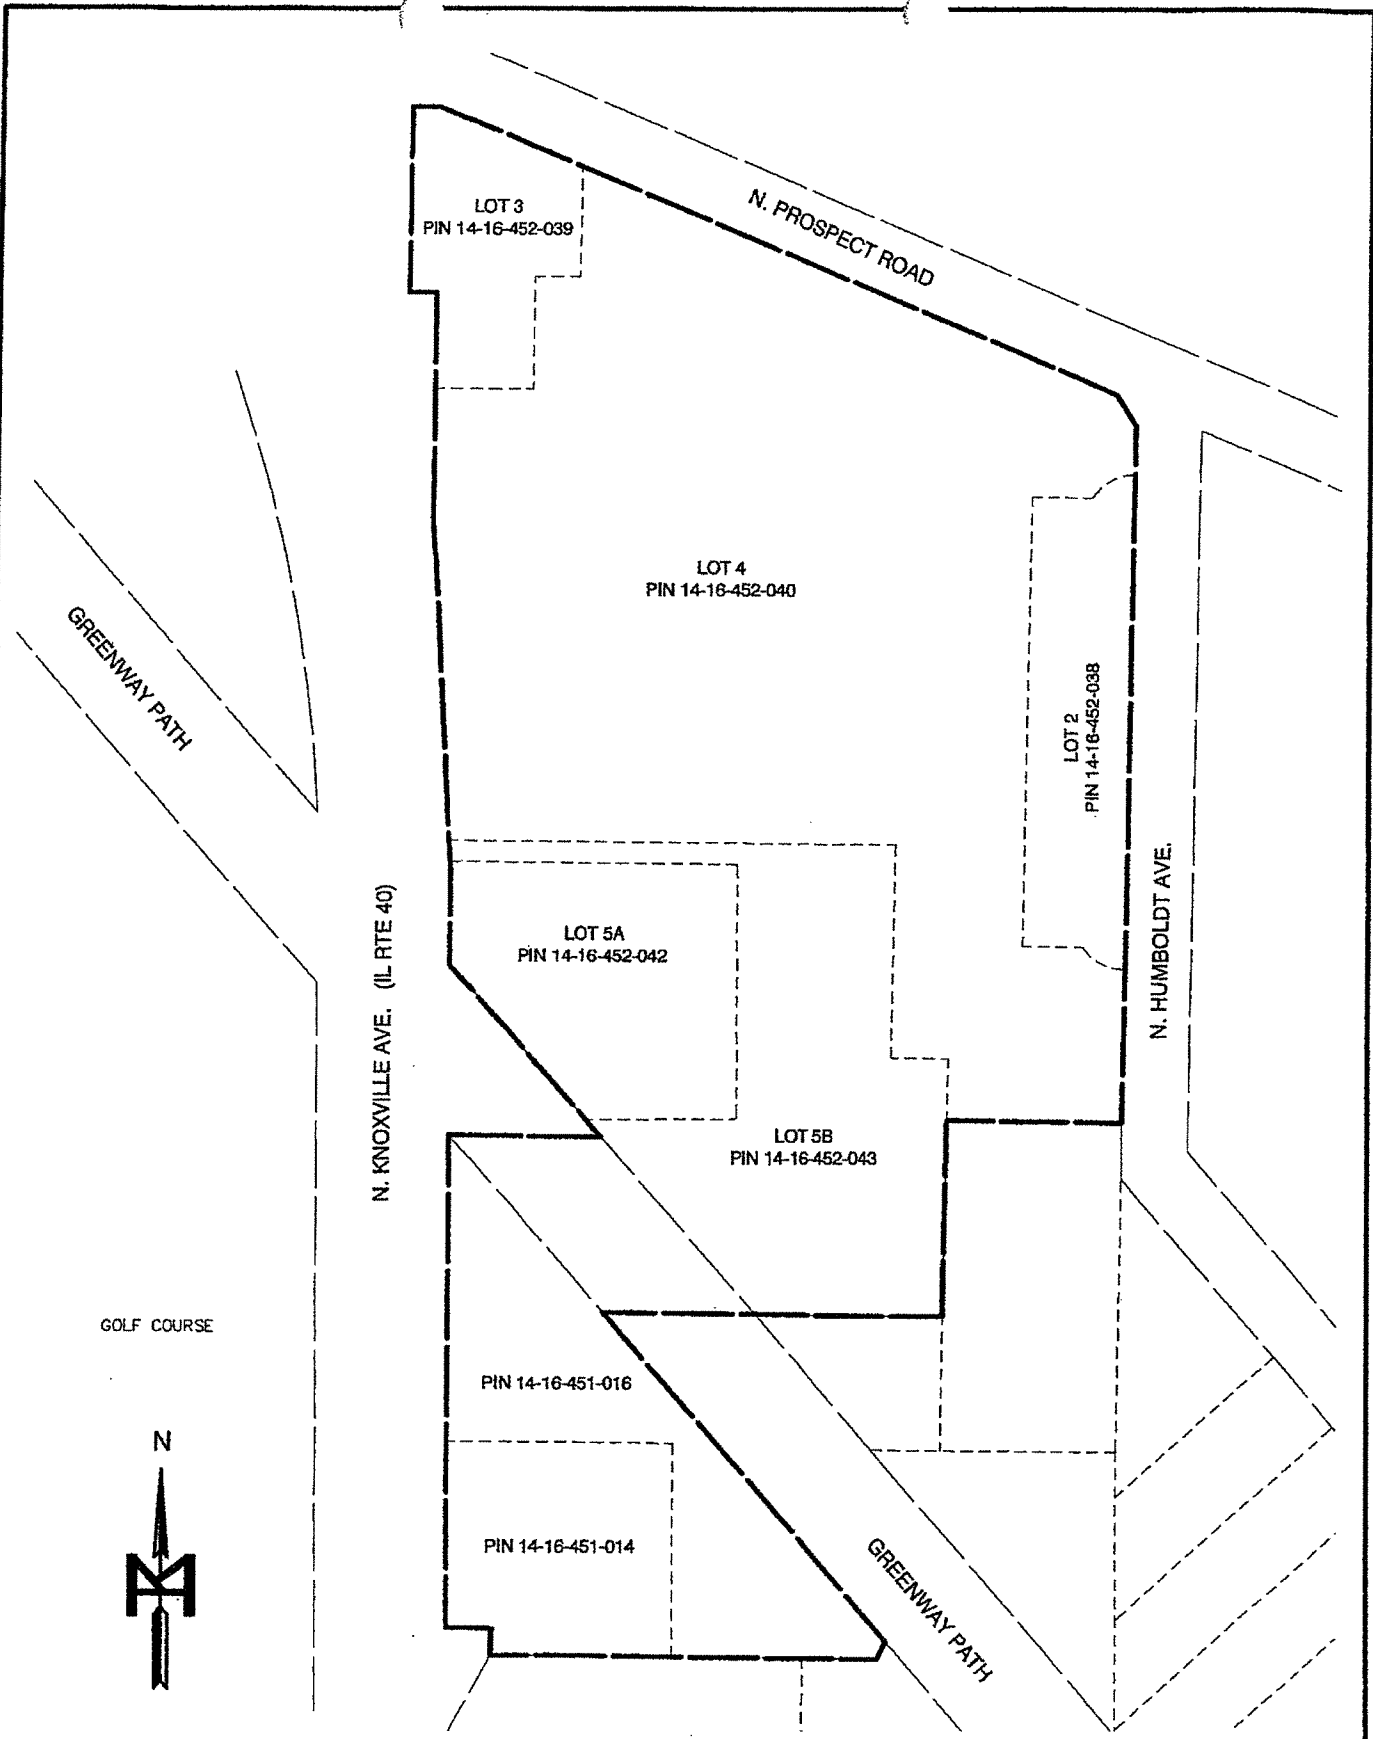 N. PROSPECT ROAD
LOT 3
PIN 14-16-452-039
LOT 4
PIN 14-16-452-040
GREENWAY PATH
LOT 2
PIN 14-16-452-038
N. HUMBOLDT AVE.
N. KNOXVILLE AVE. (IL RTE 40)
LOT 5A
PIN 14-16-452-042
LOT 5B
PIN 14-16-452-043
GOLF COURSE
PIN 14-16-451-016
N
PIN 14-16-451-014
GREENWAY PATH